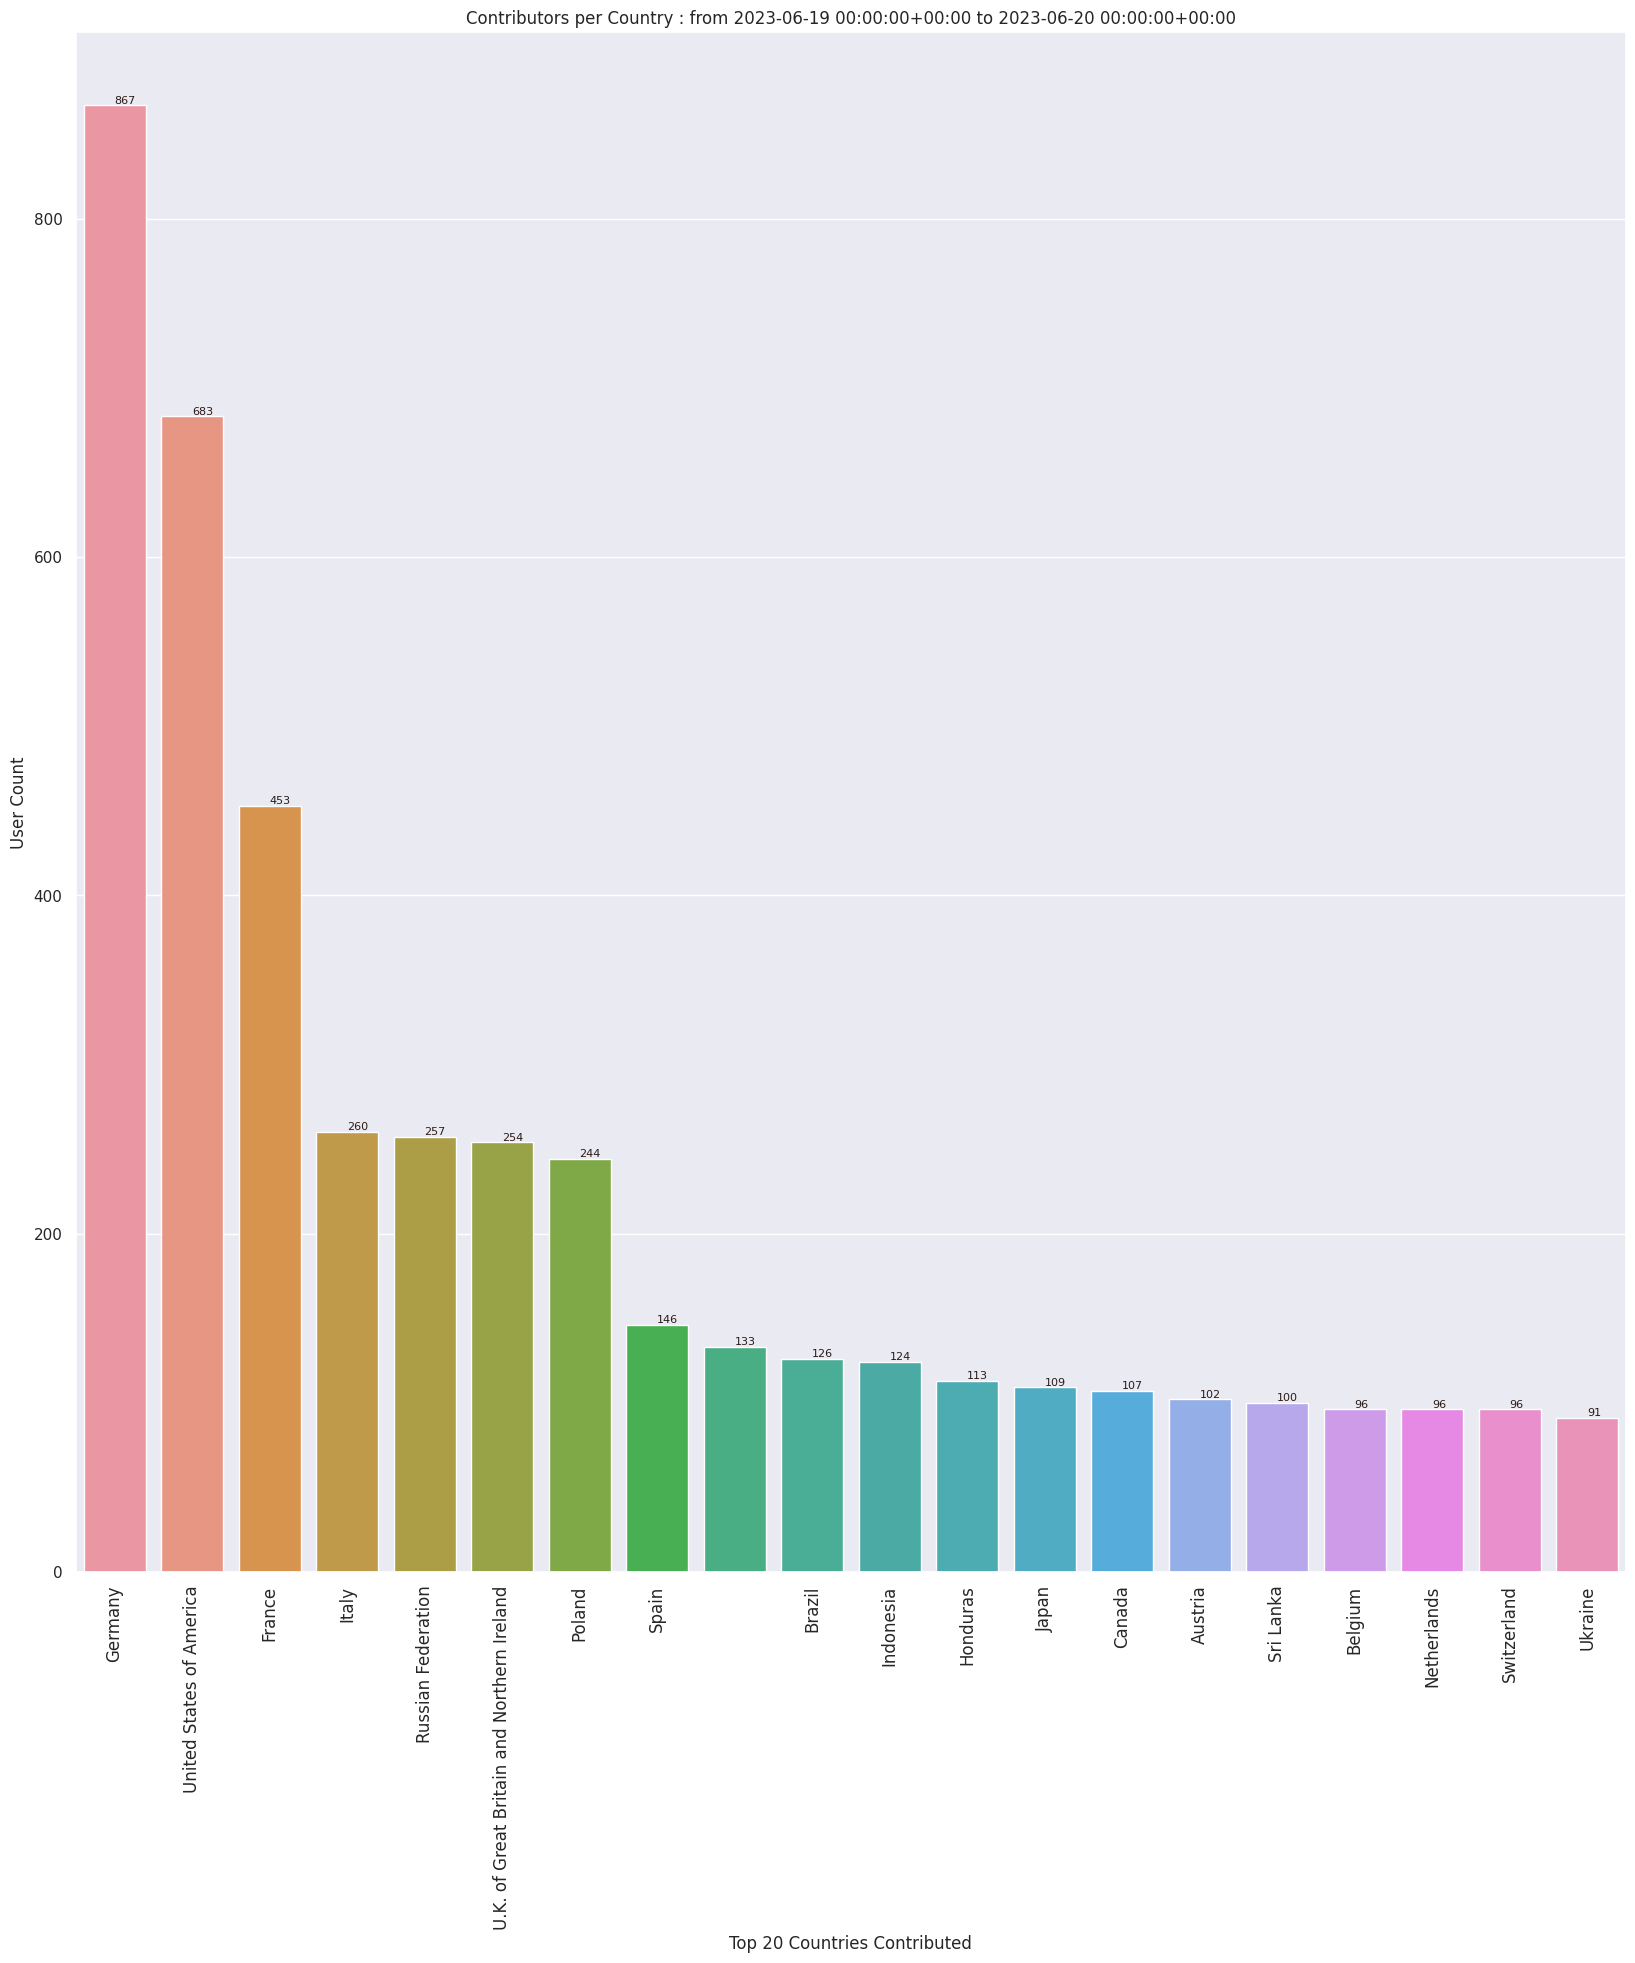 Contributors per Country : from 2023-06-19 00:00:00+00:00 to 2023-06-20 00:00:00+00:00
User Count
800
600
400
200
0
867
683
453
260
257
254
244
146
133
126
124
113
109
107
102
100
96
96
96
91
Germany
United States of America
France
Italy
Russian Federation
U.K. of Great Britain and Northern Ireland
Poland
Spain
Brazil
Indonesia
Honduras
Japan
Canada
Austria
Sri Lanka
Belgium
Netherlands
Switzerland
Ukraine
Top 20 Countries Contributed